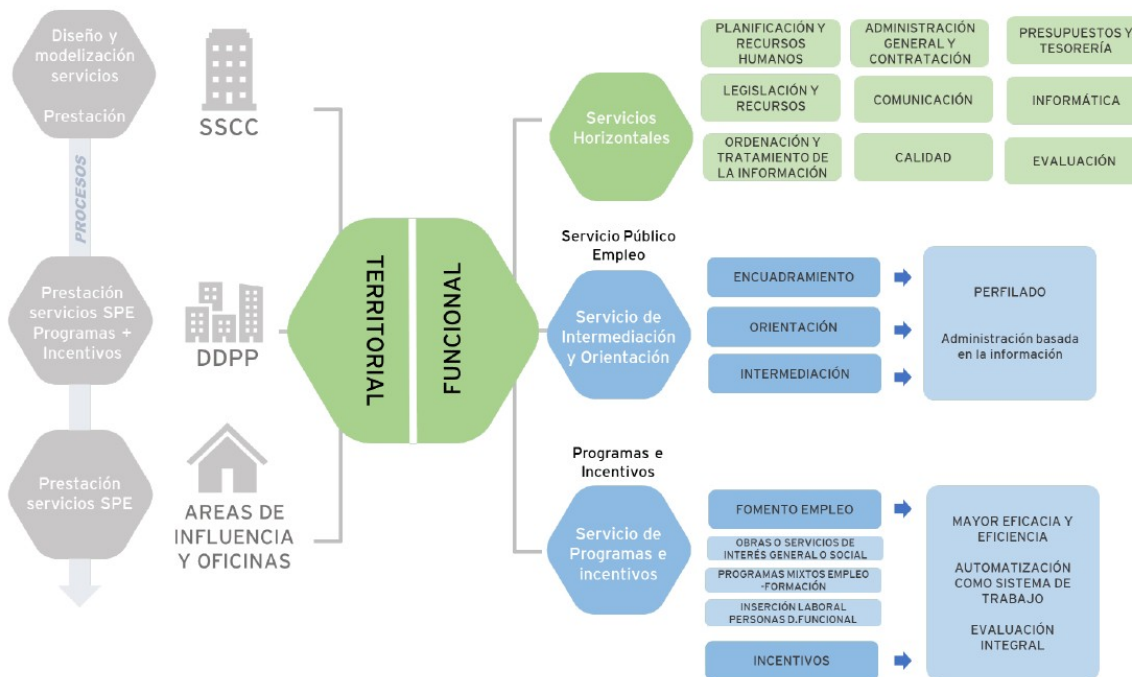 Diseño y
modelización
servicios
Prestación
PROCESOS
Prestación
servicios SPE
Programas +
Incentivos
Prestación
servicios SPE
SSCC
DDPP
AREAS DE
INFLUENCIA
Y OFICINAS
TERRITORIAL
FUNCIONAL
Servicios
Horizontales
PLANIFICACIÓN Y
RECURSOS
HUMANOS
ADMINISTRACIÓN
GENERAL Y
CONTRATACIÓN
PRESUPUESTOS Y
TESORERÍA
LEGISLACIÓN Y
RECURSOS
COMUNICACIÓN
INFORMÁTICA
ORDENACIÓN Y
TRATAMIENTO DE
LA INFORMACIÓN
CALIDAD
EVALUACIÓN
Servicio Público
Empleo
Servicio de
Intermediación
y Orientación
ENCUADRAMIENTO
ORIENTACIÓN
INTERMEDIACIÓN
PERFILADO
Administración basada
en la información
Programas e
Incentivos
Servicio de
Programas e
incentivos
FOMENTO EMPLEO
OBRAS O SERVICIOS DE
INTERÉS GENERAL O SOCIAL
PROGRAMAS MIXTOS EMPLEO
-FORMACIÓN
INSERCIÓN LABORAL
PERSONAS D.FUNCIONAL
INCENTIVOS
MAYOR EFICACIA Y
EFICIENCIA
AUTOMATIZACIÓN
COMO SISTEMA DE
TRABAJO
EVALUACIÓN
INTEGRAL